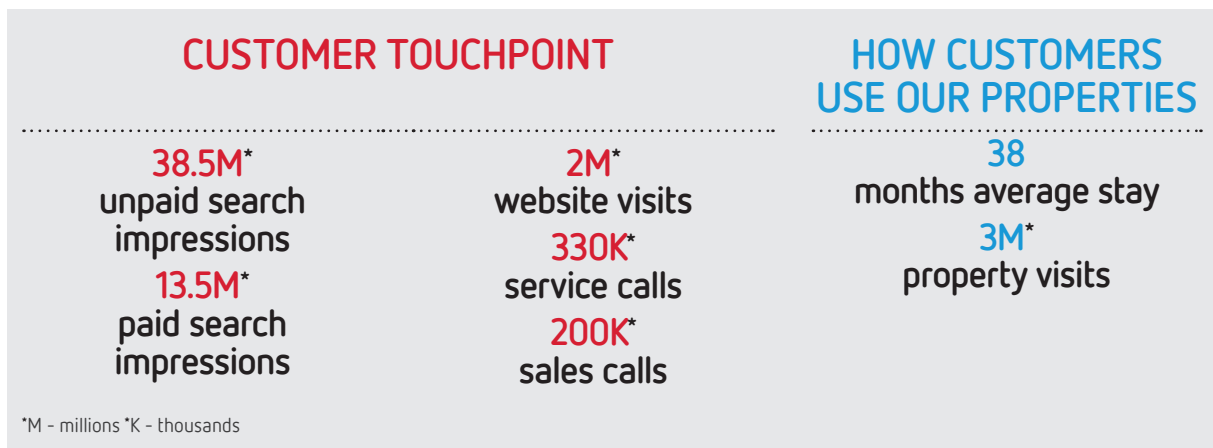 CUSTOMER TOUCHPOINT
38.5M*
unpaid search
impressions
13.5M*
paid search
impressions
2M*
website visits
330K*
service calls
200K*
sales calls
HOW CUSTOMERS
USE OUR PROPERTIES
38
months average stay
3M*
property visits
*M - millions *K - thousands